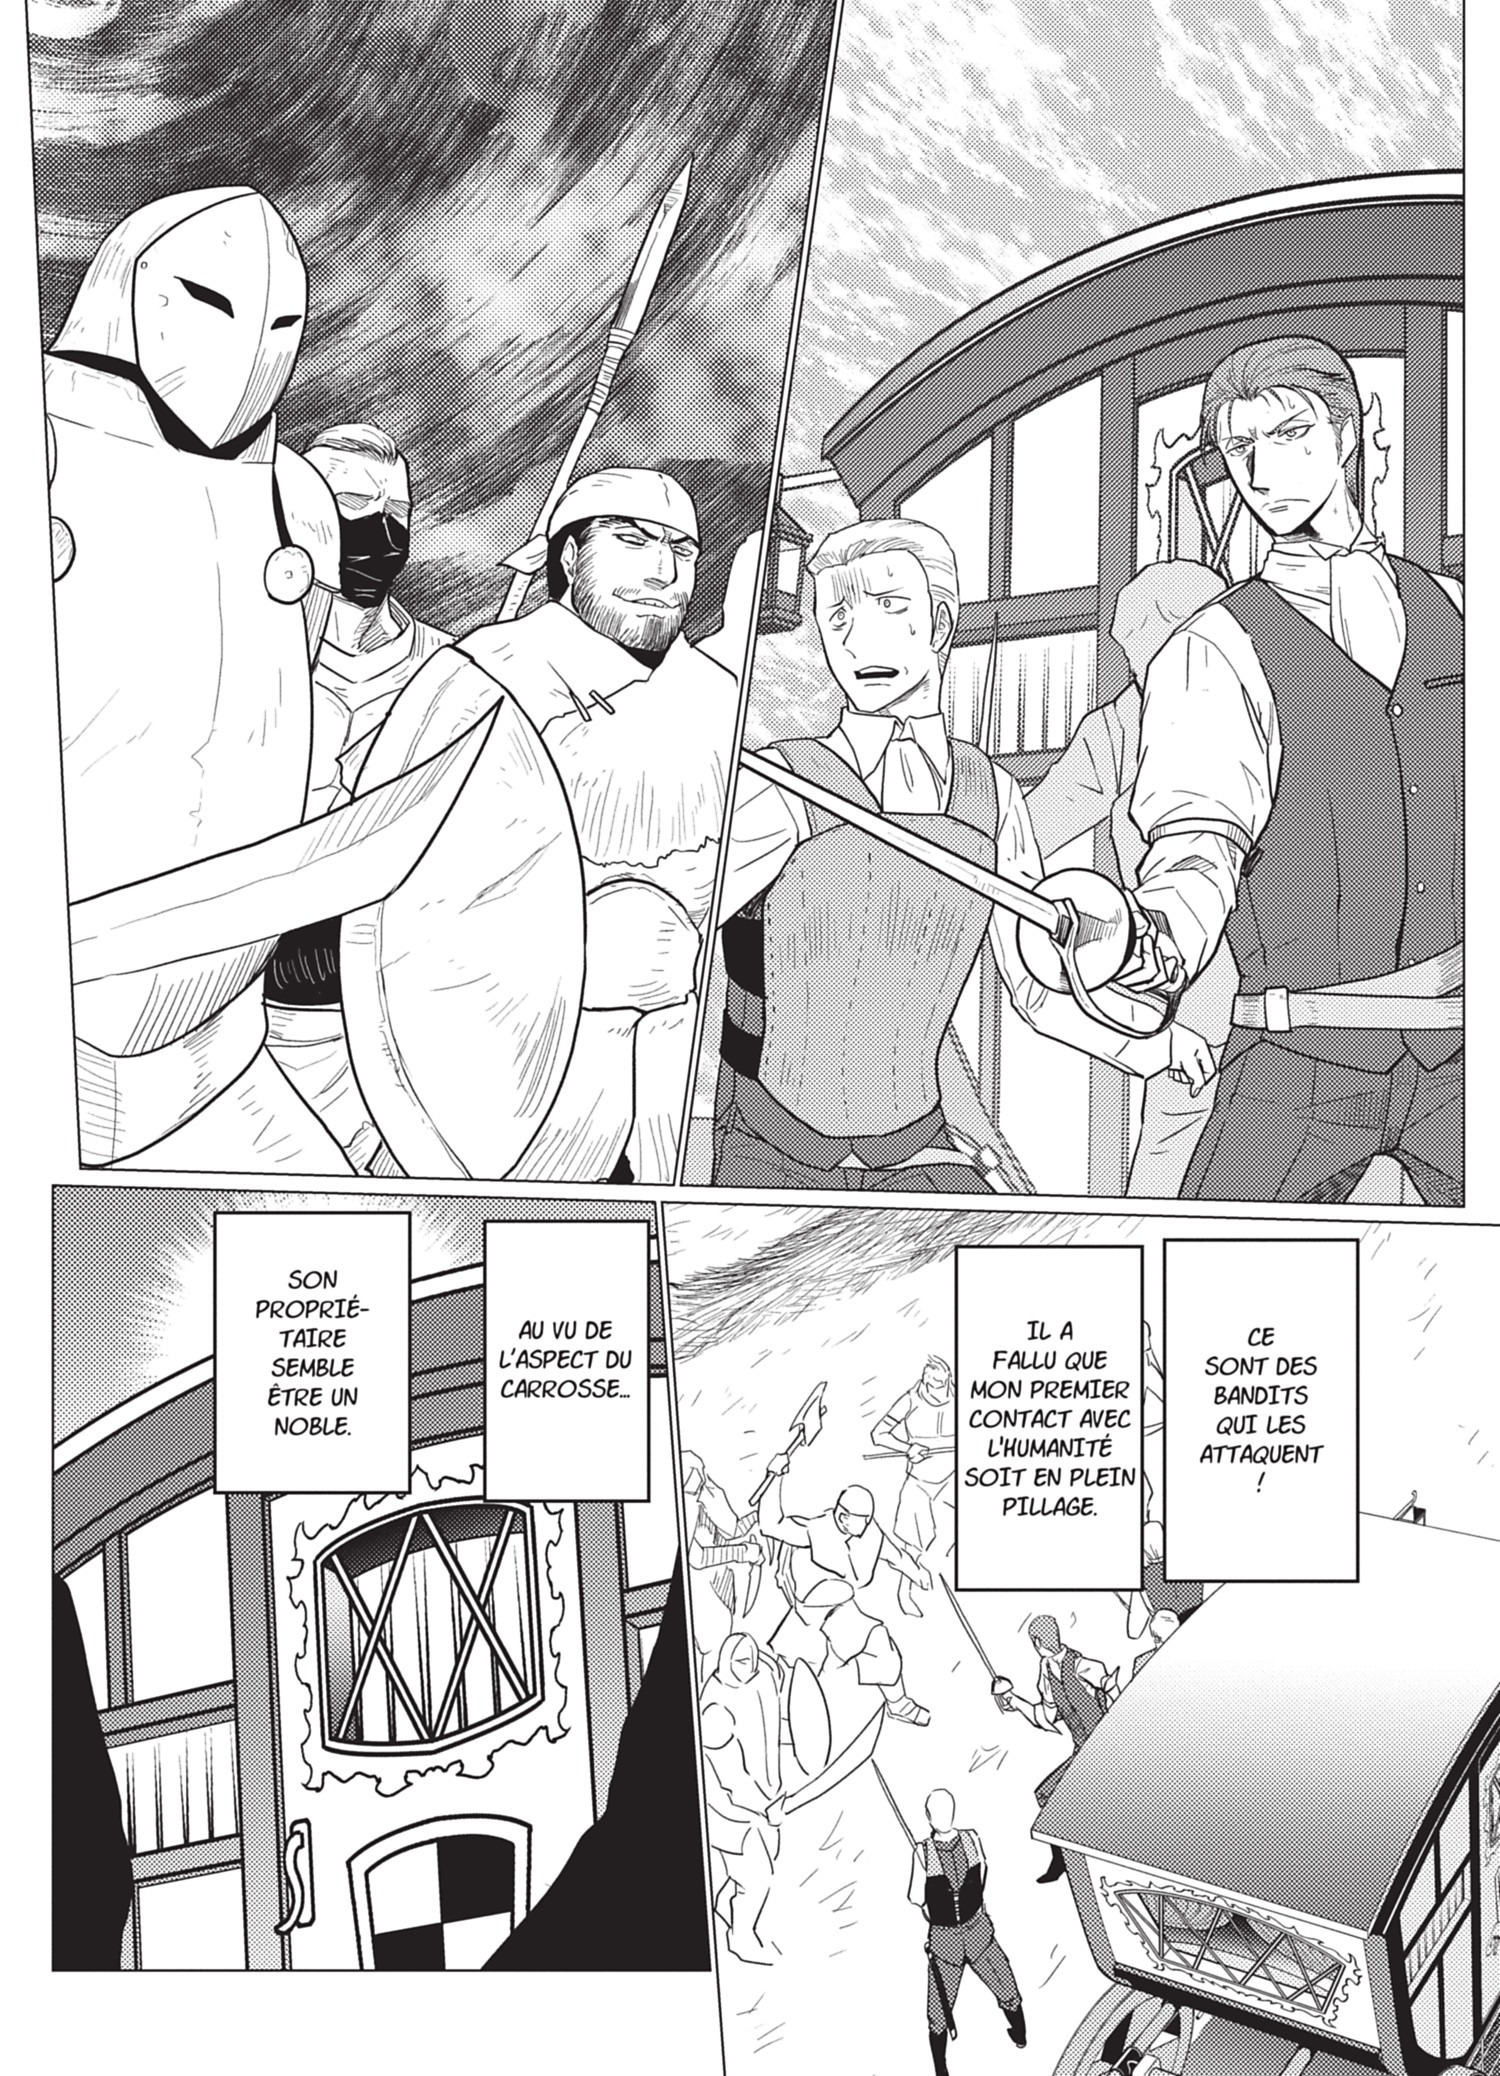 CE
SONT DES
BANDITS
QUI LES
ATTAQUENT
!
IL A
FALLU QUE
MON PREMIER
CONTACT AVEC
L'HUMANITÉ
SOIT EN PLEIN
PILLAGE.
AU VU DE
L'ASPECT DU
CARROSSE...
SON
PROPRIÉ-
TAIRE
SEMBLE
ÊTRE UN
NOBLE.